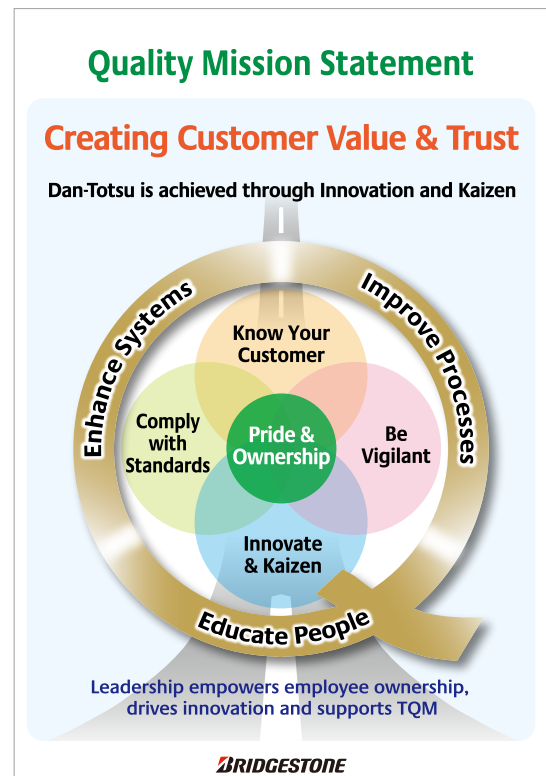 Quality Mission Statement
Creating Customer Value & Trust
Dan-Totsu is achieved through Innovation and Kaizen
Enhance Systems
Improve Processes
Know Your
Customer
Comply
with
Standards
Pride &
Ownership
Be
Vigilant
Innovate
& Kaizen
Educate People
Leadership empowers employee ownership,
drives innovation and supports TQM
BRIDGESTONE